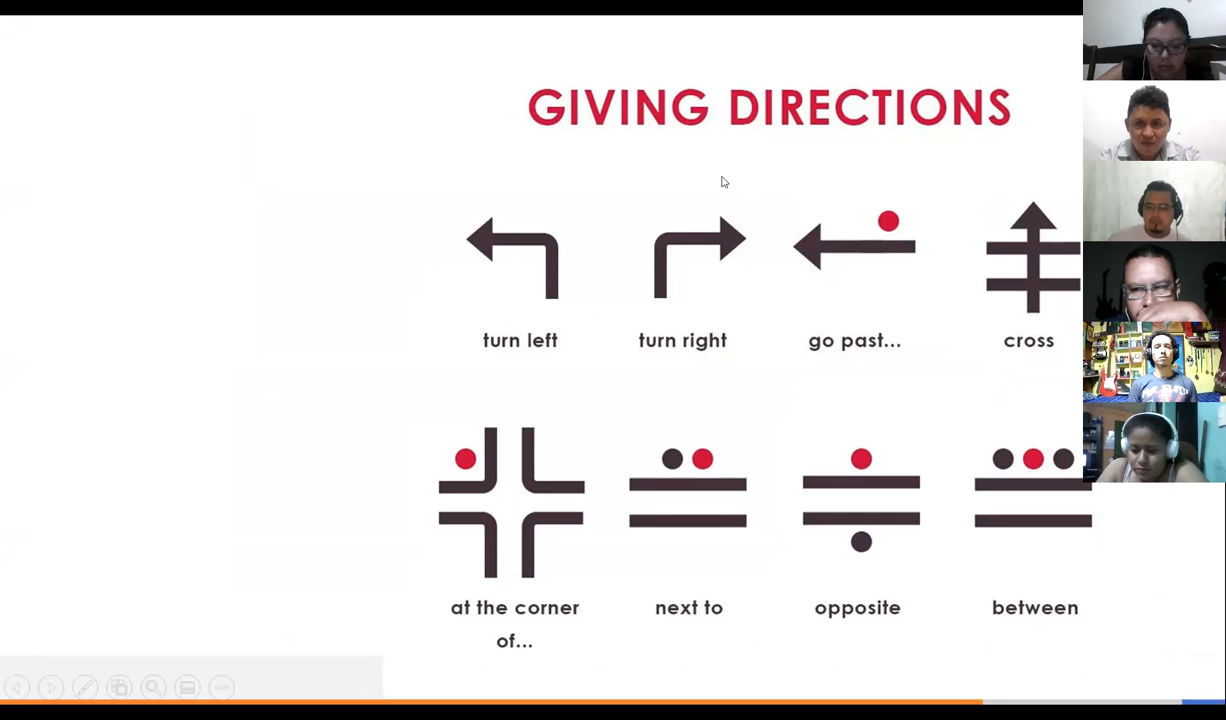 GIVING DIRECTIONS
turn left
turn right
go past...
cross
at the corner
of...
next to
opposite
between